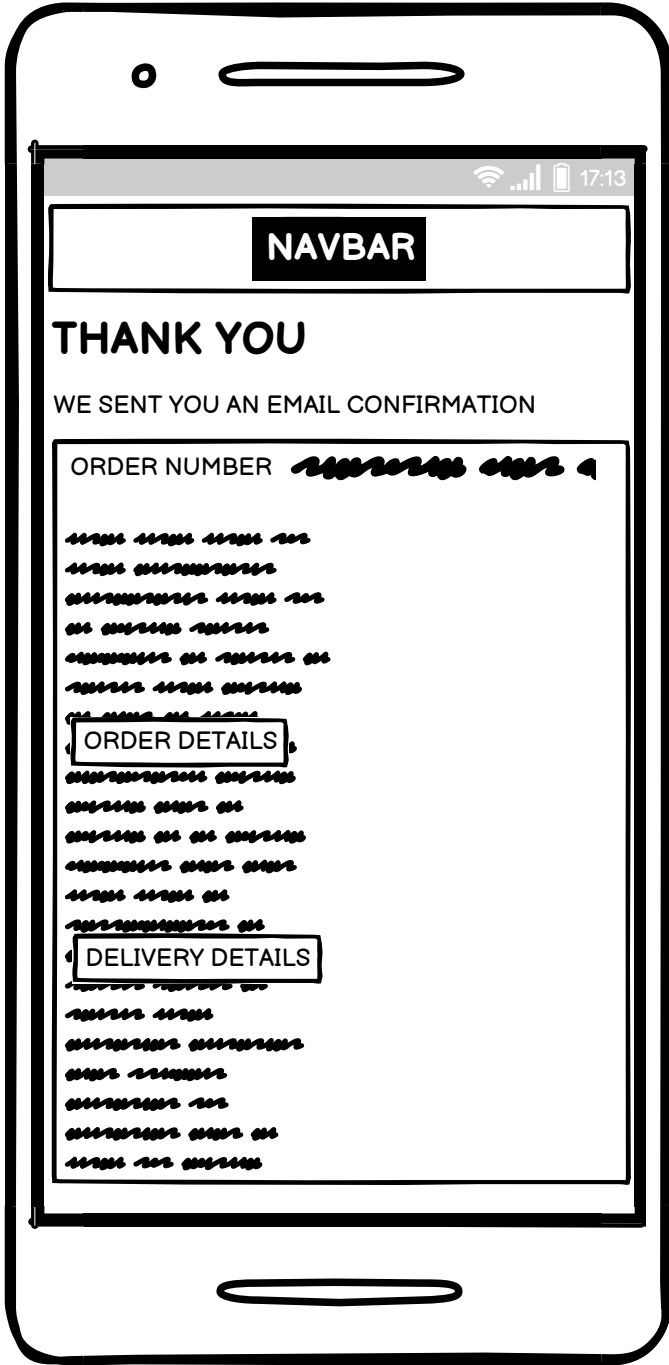 17:13
NAVBAR
THANK YOU
WE SENT YOU AN EMAIL CONFIRMATION
ORDER NUMBER
ORDER DETAILS
DELIVERY DETAILS